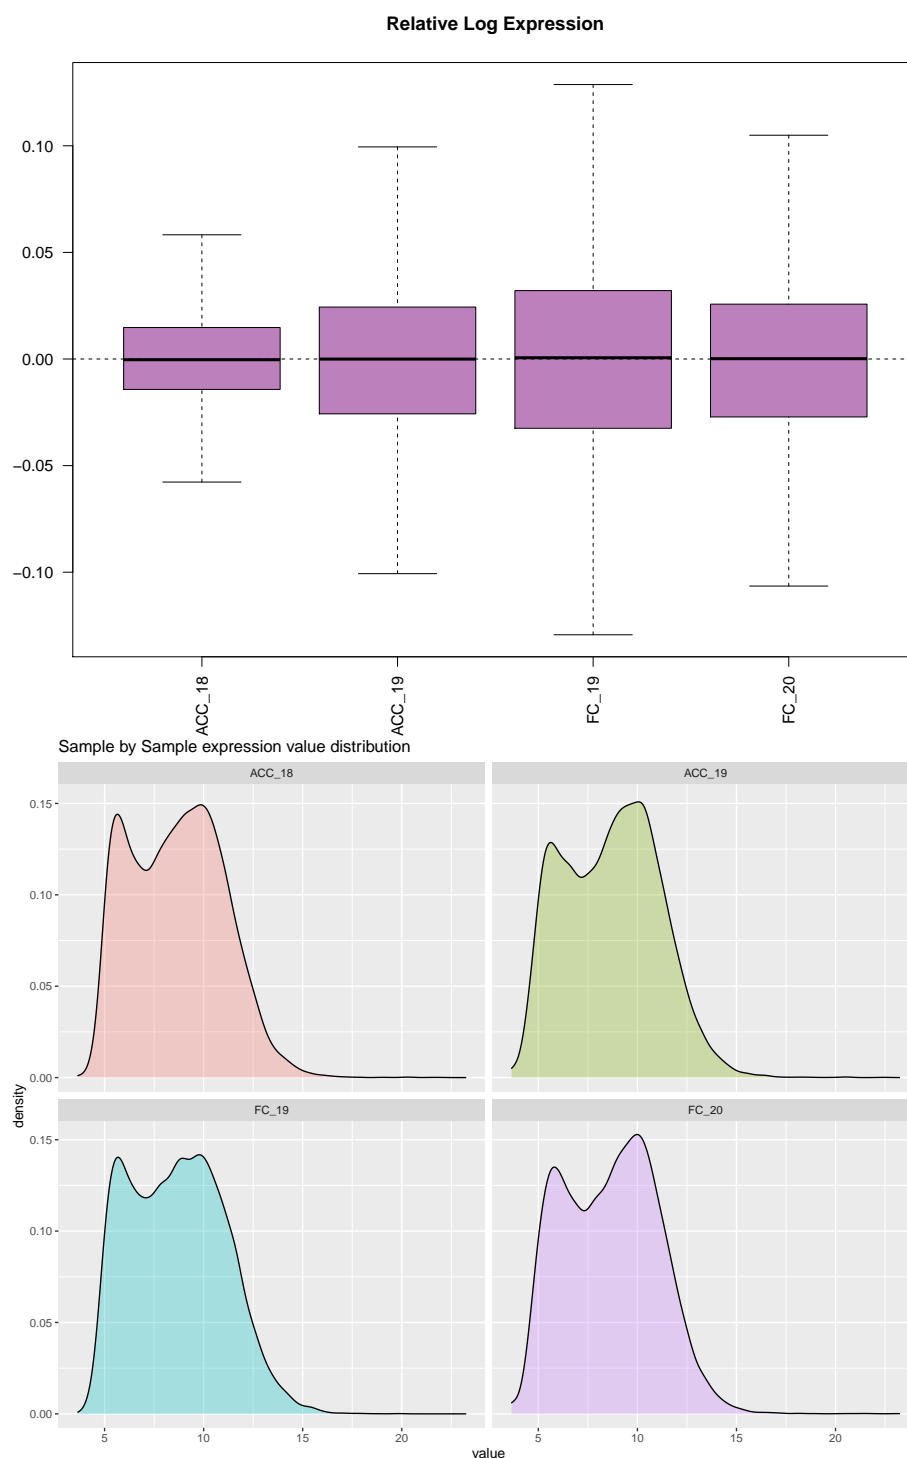 Relative Log Expression
0.10
0.05
0.00
−0.05
−0.10
ACC_18
ACC_19
FC_19
FC_20
Sample by Sample expression value distribution
ACC_18
ACC_19
0.15
0.10
0.05
0.00
FC_19
FC_20
0.15
0.10
0.05
0.00
density
5
10
15
20
5
10
15
20
value